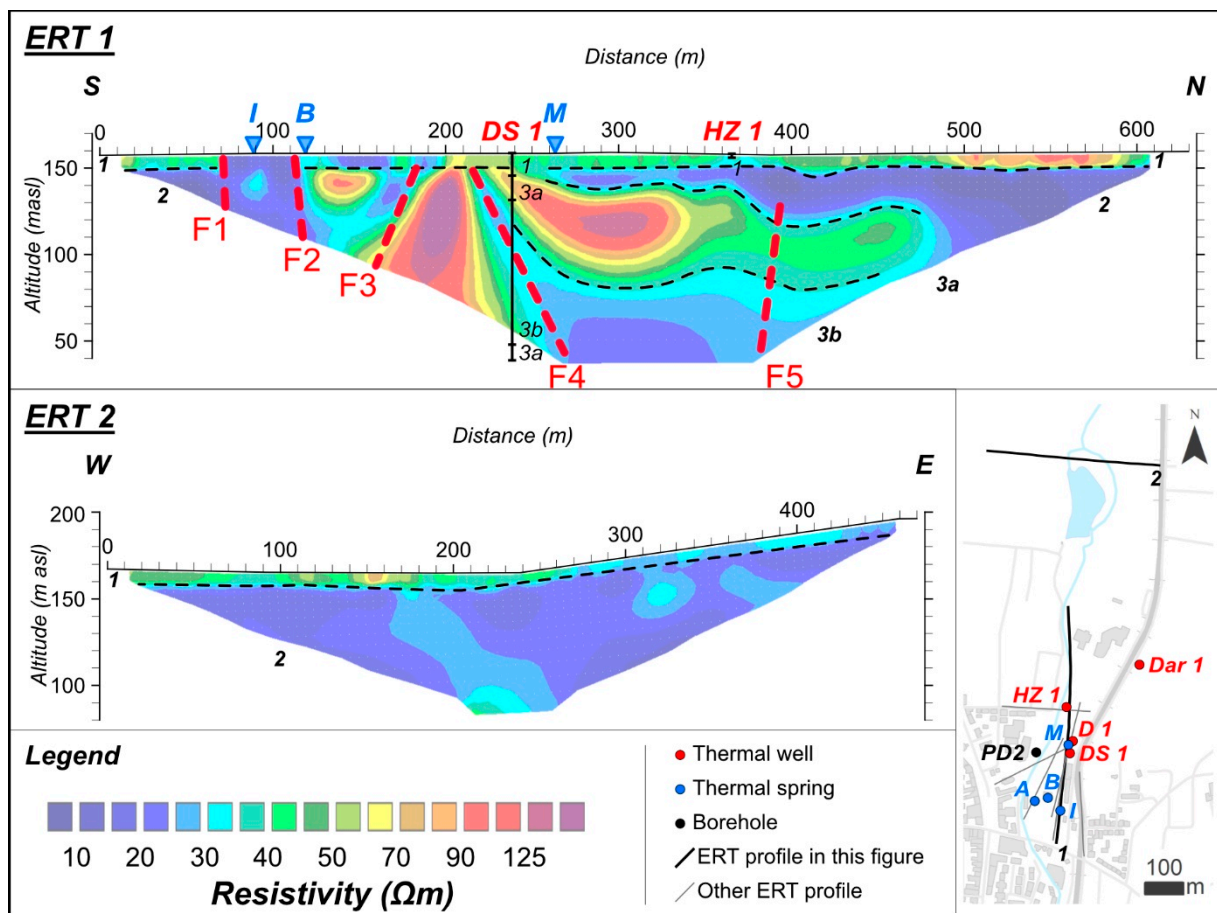 ERT 1
Distance (m)
S
N
I B DS 1 M HZ 1
0 100 200 300 400 500 600
Altitude (masl)
150
100
50
1
2
F1
F2
F3
F4
F5
1
3a
3b
3a
1
1
2
3a
3b
ERT 2
Distance (m)
W
E
Altitude (m asl)
200
150
100
0 100 200 300 400
1
2
N
2
Dar 1
HZ 1
M
D 1
PD2
DS 1
A
B
I
1
100
m
Legend
10 20 30 40 50 70 90 125
Resistivity (Ωm)
Thermal well
Thermal spring
Borehole
ERT profile in this figure
Other ERT profile